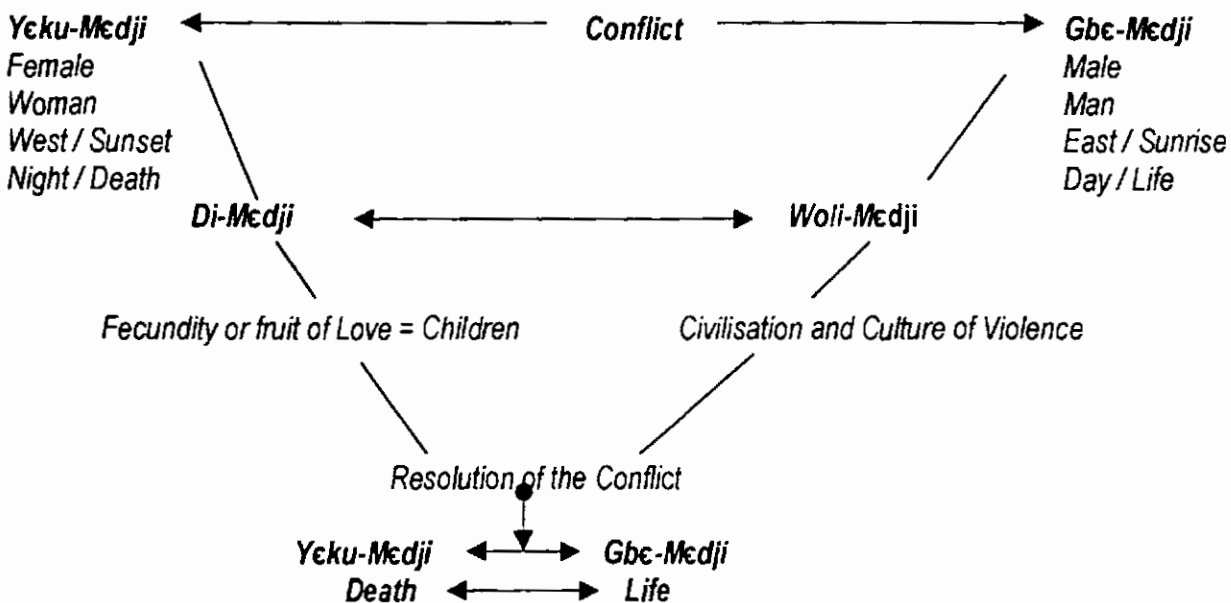 Yɛku-Mɛdji Conflict Gbɛ-Mɛdji
Female Male
Woman Man
West / Sunset East / Sunrise
Night / Death Day / Life
Di-Mɛdji Woli-Mɛdji
Fecundity or fruit of Love = Children Civilisation and Culture of Violence
Resolution of the Conflict
Yɛku-Mɛdji Gbɛ-Mɛdji
Death Life